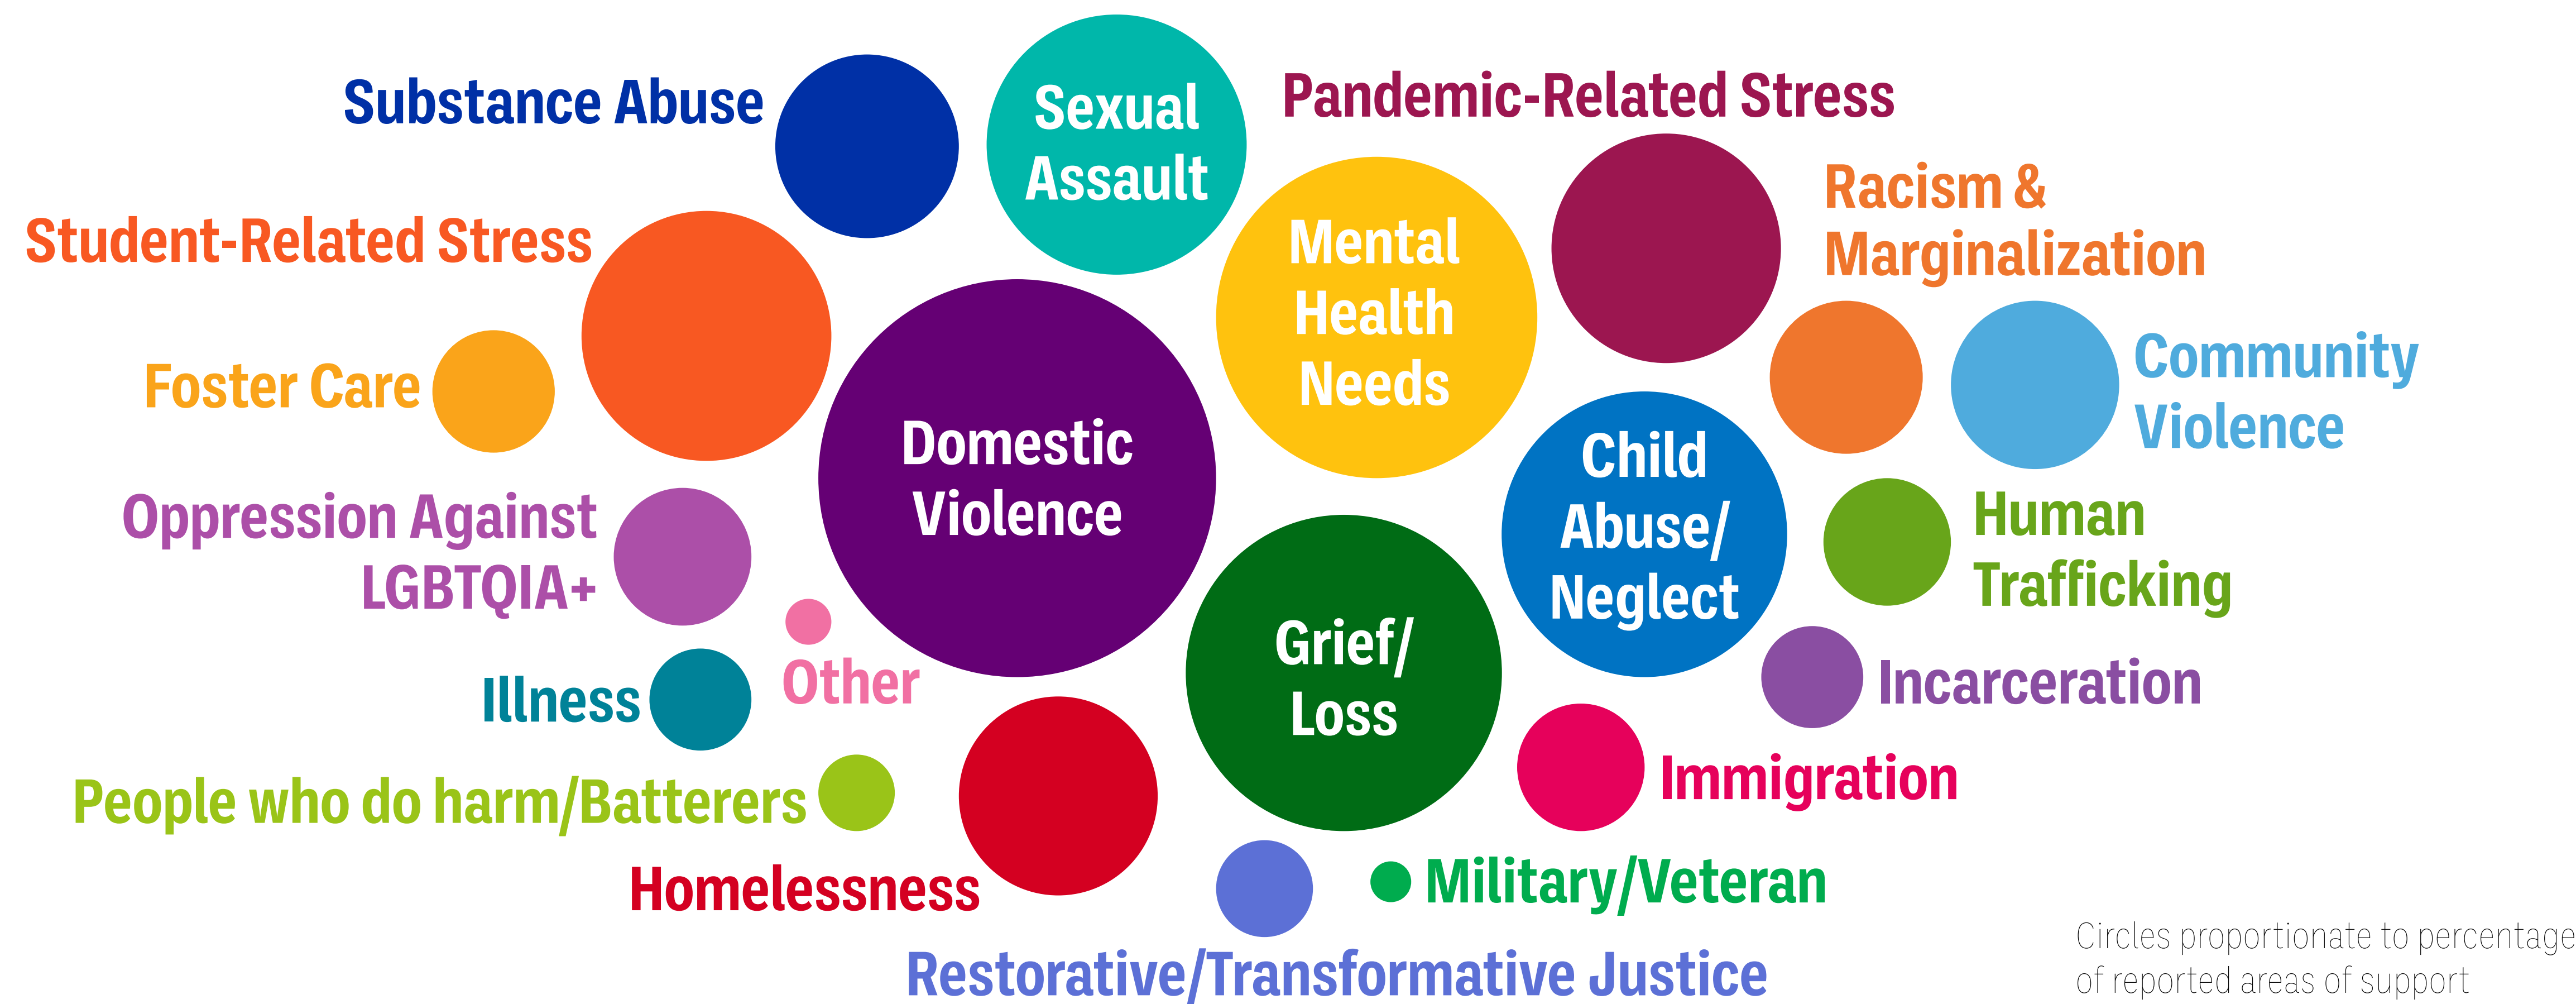 Substance Abuse
Sexual
Assault
Pandemic-Related Stress
Racism &
Marginalization
Student-Related Stress
Mental
Health
Needs
Foster Care
Community
Violence
Domestic
Violence
Child
Abuse/
Neglect
Oppression Against
LGBTQIA+
Human
Trafficking
Grief/
Loss
Other
Illness
Incarceration
People who do harm/Batterers
Immigration
Homelessness
Military/Veteran
Restorative/Transformative Justice
Circles proportionate to percentage
of reported areas of support